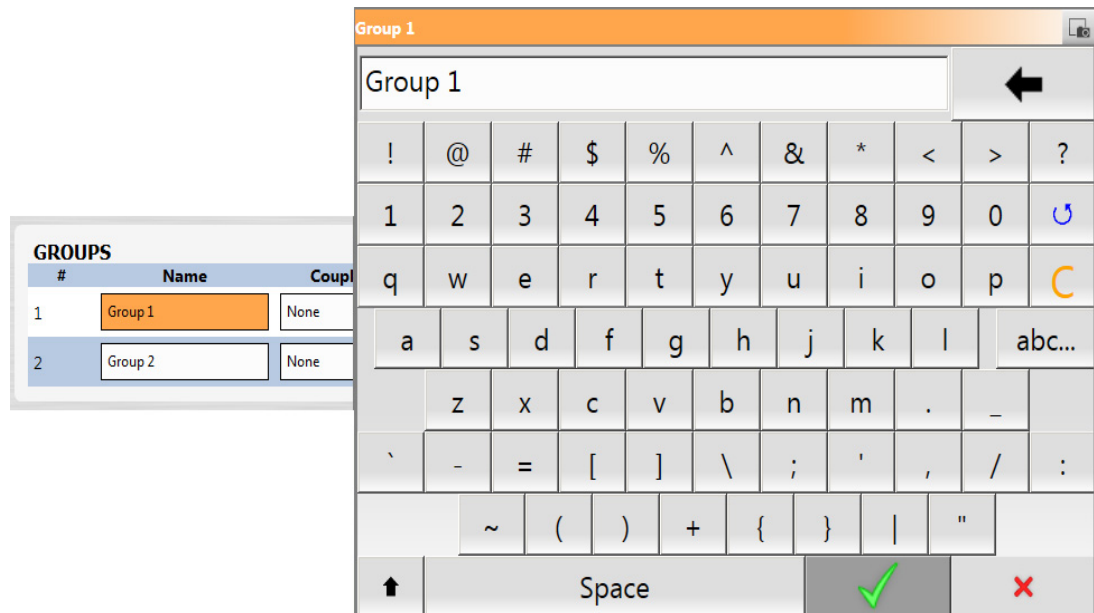 Group 1
Group 1
! @ # $ % ^ & * < > ?
1 2 3 4 5 6 7 8 9 0
q w e r t y u i o p C
a s d f g h j k l abc...
z x c v b n m . _
` - = [ ] \ ; ' , / :
~ ( ) + { } | "
Space
GROUPS
# Name Coupl
1 Group 1 None
2 Group 2 None